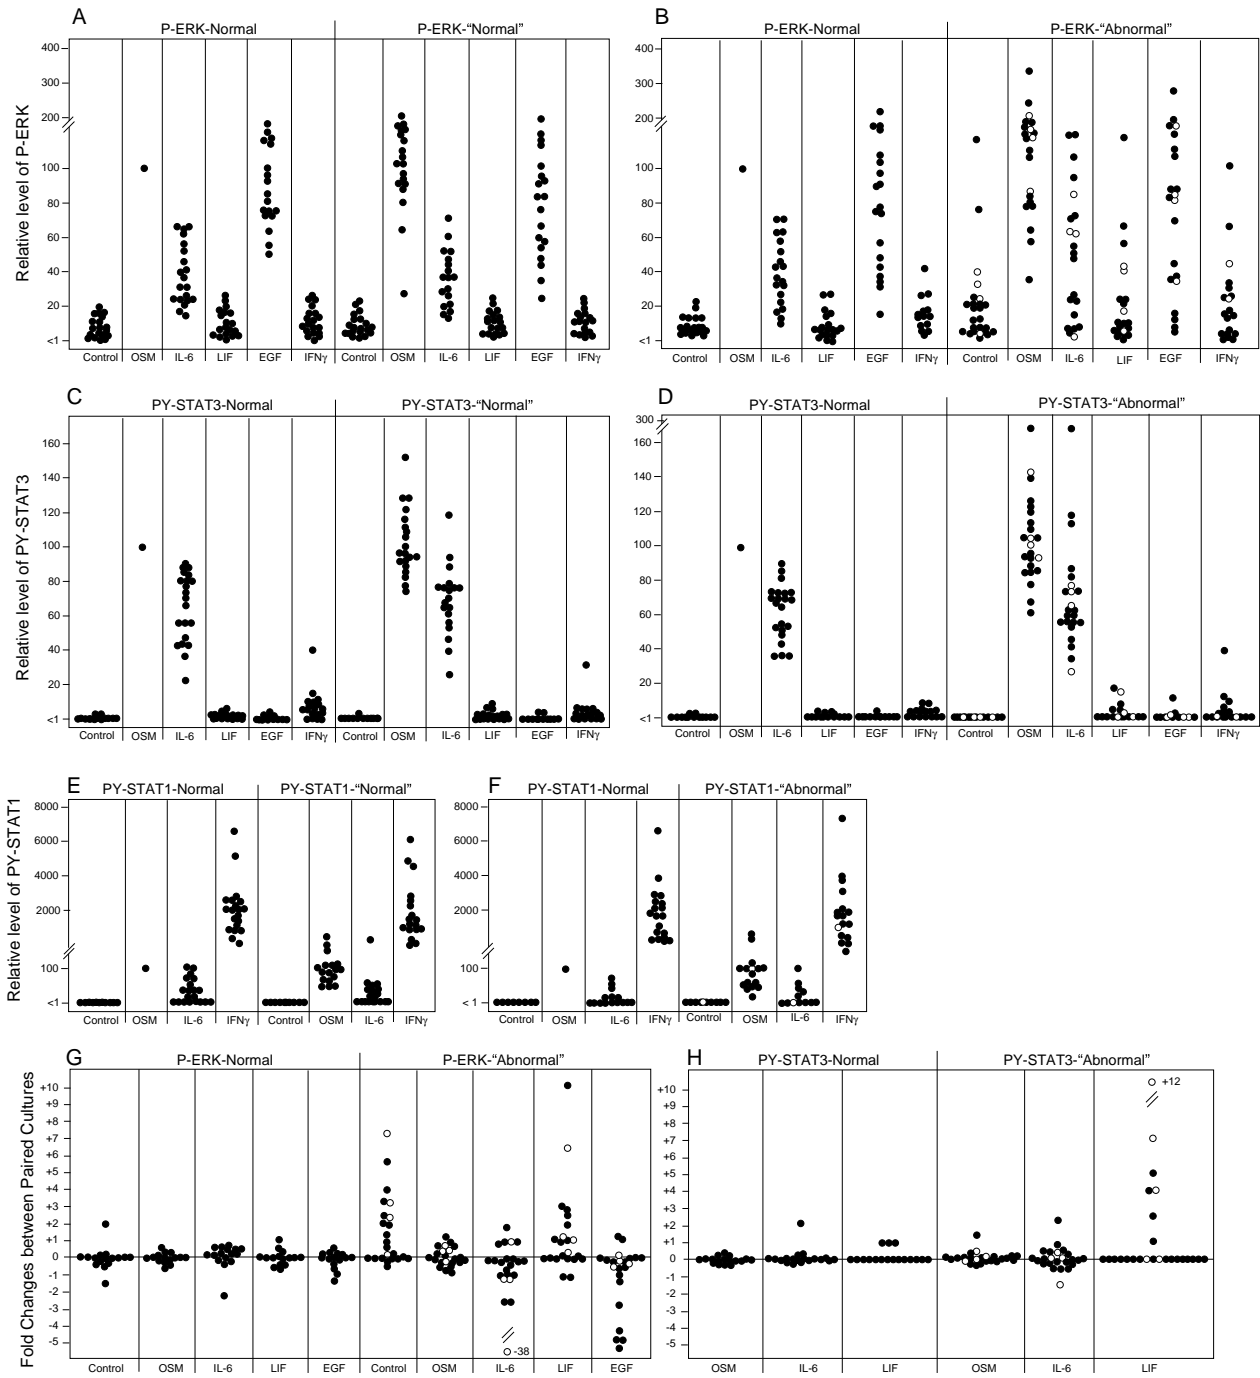 A
P-ERK-Normal
P-ERK-“Normal”
Relative level of P-ERK
400
300
200
100
80
60
40
20
<1
Control
OSM
IL-6
LIF
EGF
IFNγ
Control
OSM
IL-6
LIF
EGF
IFNγ
B
P-ERK-Normal
P-ERK-“Abnormal”
400
300
200
100
80
60
40
20
<1
Control
OSM
IL-6
LIF
EGF
IFNγ
Control
OSM
IL-6
LIF
EGF
IFNγ
C
PY-STAT3-Normal
PY-STAT3-“Normal”
Relative level of PY-STAT3
160
140
120
100
80
60
40
20
<1
Control
OSM
IL-6
LIF
EGF
IFNγ
Control
OSM
IL-6
LIF
EGF
IFNγ
D
PY-STAT3-Normal
PY-STAT3-“Abnormal”
300
160
140
120
100
80
60
40
20
<1
Control
OSM
IL-6
LIF
EGF
IFNγ
Control
OSM
IL-6
LIF
EGF
IFNγ
E
PY-STAT1-Normal
PY-STAT1-“Normal”
Relative level of PY-STAT1
8000
6000
4000
2000
100
<1
Control
OSM
IL-6
IFNγ
Control
OSM
IL-6
IFNγ
F
PY-STAT1-Normal
PY-STAT1-“Abnormal”
8000
6000
4000
2000
100
< 1
Control
OSM
IL-6
IFNγ
Control
OSM
IL-6
IFNγ
G
P-ERK-Normal
P-ERK-“Abnormal”
Fold Changes between Paired Cultures
+10
+9
+8
+7
+6
+5
+4
+3
+2
+1
0
-1
-2
-3
-4
-5
-38
Control
OSM
IL-6
LIF
EGF
Control
OSM
IL-6
LIF
EGF
H
PY-STAT3-Normal
PY-STAT3-“Abnormal”
+10
+9
+8
+7
+6
+5
+4
+3
+2
+1
0
-1
-2
-3
-4
-5
+12
OSM
IL-6
LIF
OSM
IL-6
LIF